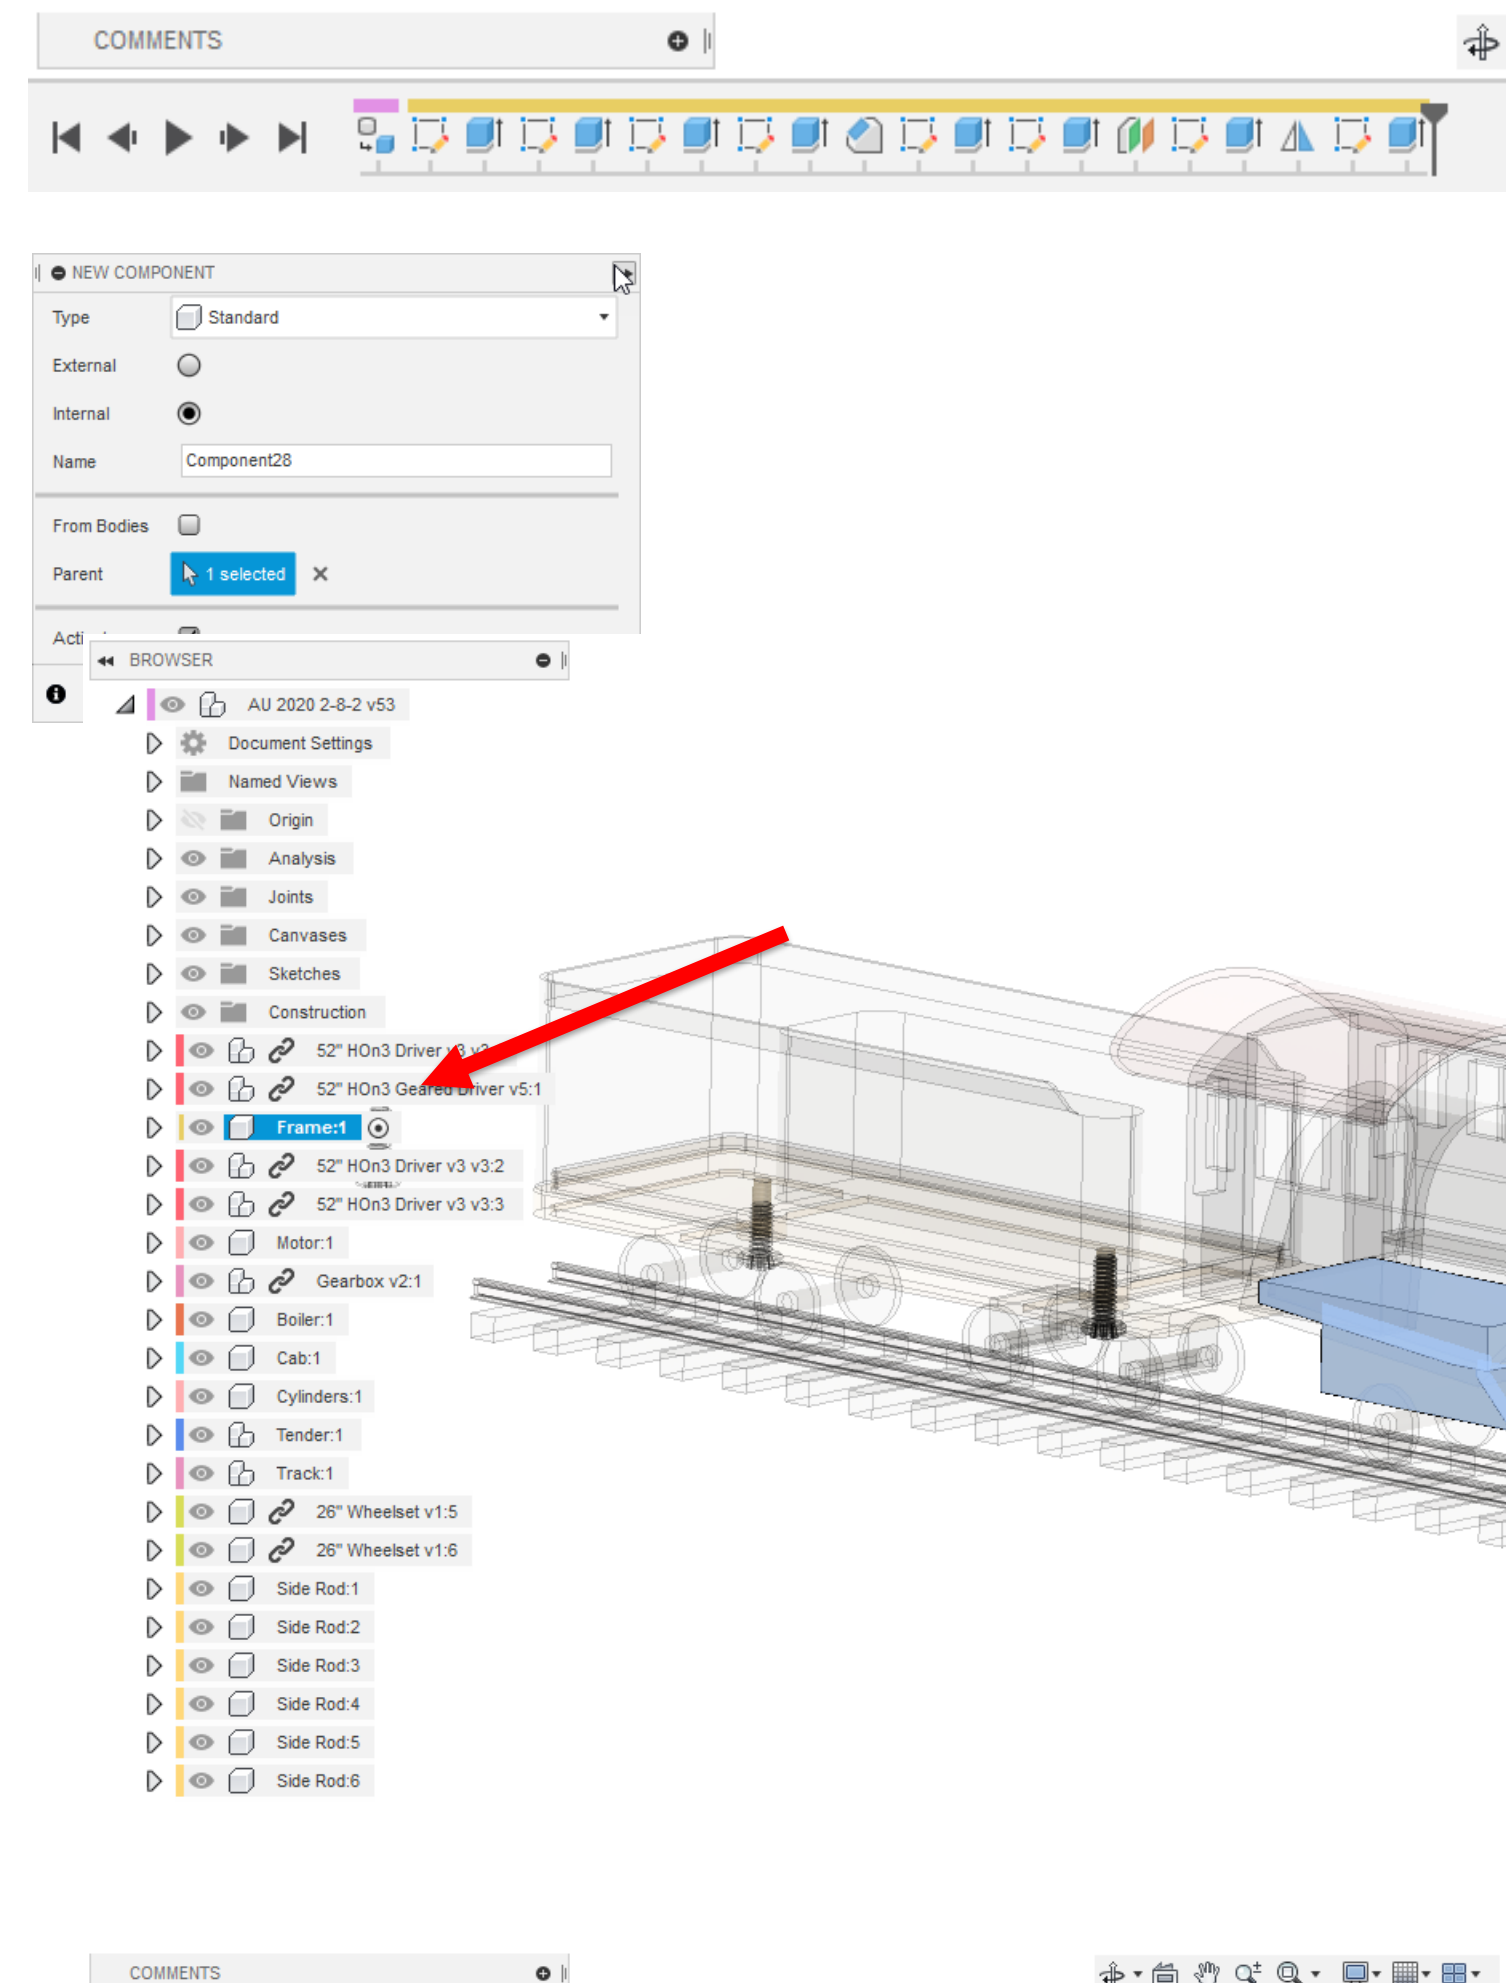 COMMENTS
NEW COMPONENT
Type Standard
External
Internal
Name Component28
From Bodies
Parent 1 selected
BROWSER
AU 2020 2-8-2 v53
Document Settings
Named Views
Origin
Analysis
Joints
Canvases
Sketches
Construction
52" HOn3 Driver v3
52" HOn3 Geared Driver v5:1
Frame:1
52" HOn3 Driver v3 v3:2
52" HOn3 Driver v3 v3:3
Motor:1
Gearbox v2:1
Boiler:1
Cab:1
Cylinders:1
Tender:1
Track:1
26" Wheelset v1:5
26" Wheelset v1:6
Side Rod:1
Side Rod:2
Side Rod:3
Side Rod:4
Side Rod:5
Side Rod:6
COMMENTS